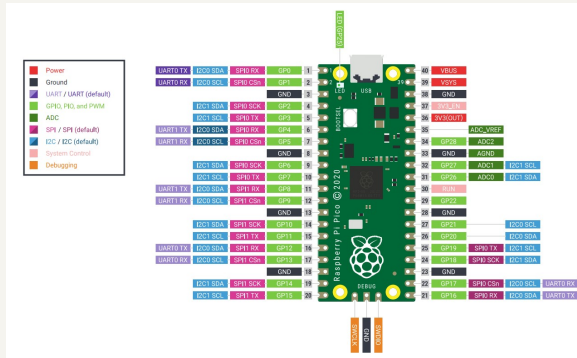 LED (GP25)
Power
Ground
UART / UART (default)
GPIO, PIO, and PWM
ADC
SPI / SPI (default)
I2C / I2C (default)
System Control
Debugging
UART0 TX I2C0 SDA SPI0 RX GP0 1
UART0 RX I2C0 SCL SPI0 CSn GP1 2
GND 3
I2C1 SDA SPI0 SCK GP2 4
I2C1 SCL SPI0 TX GP3 5
UART1 TX I2C0 SDA SPI0 RX GP4 6
UART1 RX I2C0 SCL SPI0 CSn GP5 7
GND 8
I2C1 SDA SPI0 SCK GP6 9
I2C1 SCL SPI0 TX GP7 10
UART1 TX I2C0 SDA SPI1 RX GP8 11
UART1 RX I2C0 SCL SPI1 CSn GP9 12
GND 13
I2C1 SDA SPI1 SCK GP10 14
I2C1 SCL SPI1 TX GP11 15
UART0 TX I2C0 SDA SPI1 RX GP12 16
UART0 RX I2C0 SCL SPI1 CSn GP13 17
GND 18
I2C1 SDA SPI1 SCK GP14 19
I2C1 SCL SPI1 TX GP15 20
LED USB
BOOTSEL
Raspberry Pi Pico © 2020
DEBUG
40 VBUS
39 VSYS
38 GND
37 3V3_EN
36 3V3(OUT)
35 ADC_VREF
34 GP28 ADC2
33 GND AGND
32 GP27 ADC1 I2C1 SCL
31 GP26 ADC0 I2C1 SDA
30 RUN
29 GP22
28 GND
27 GP21 I2C0 SCL
26 GP20 I2C0 SDA
25 GP19 SPI0 TX I2C1 SCL
24 GP18 SPI0 SCK I2C1 SDA
23 GND
22 GP17 SPI0 CSn I2C0 SCL UART0 RX
21 GP16 SPI0 RX I2C0 SDA UART0 TX
SWCLK
GND
SWDIO